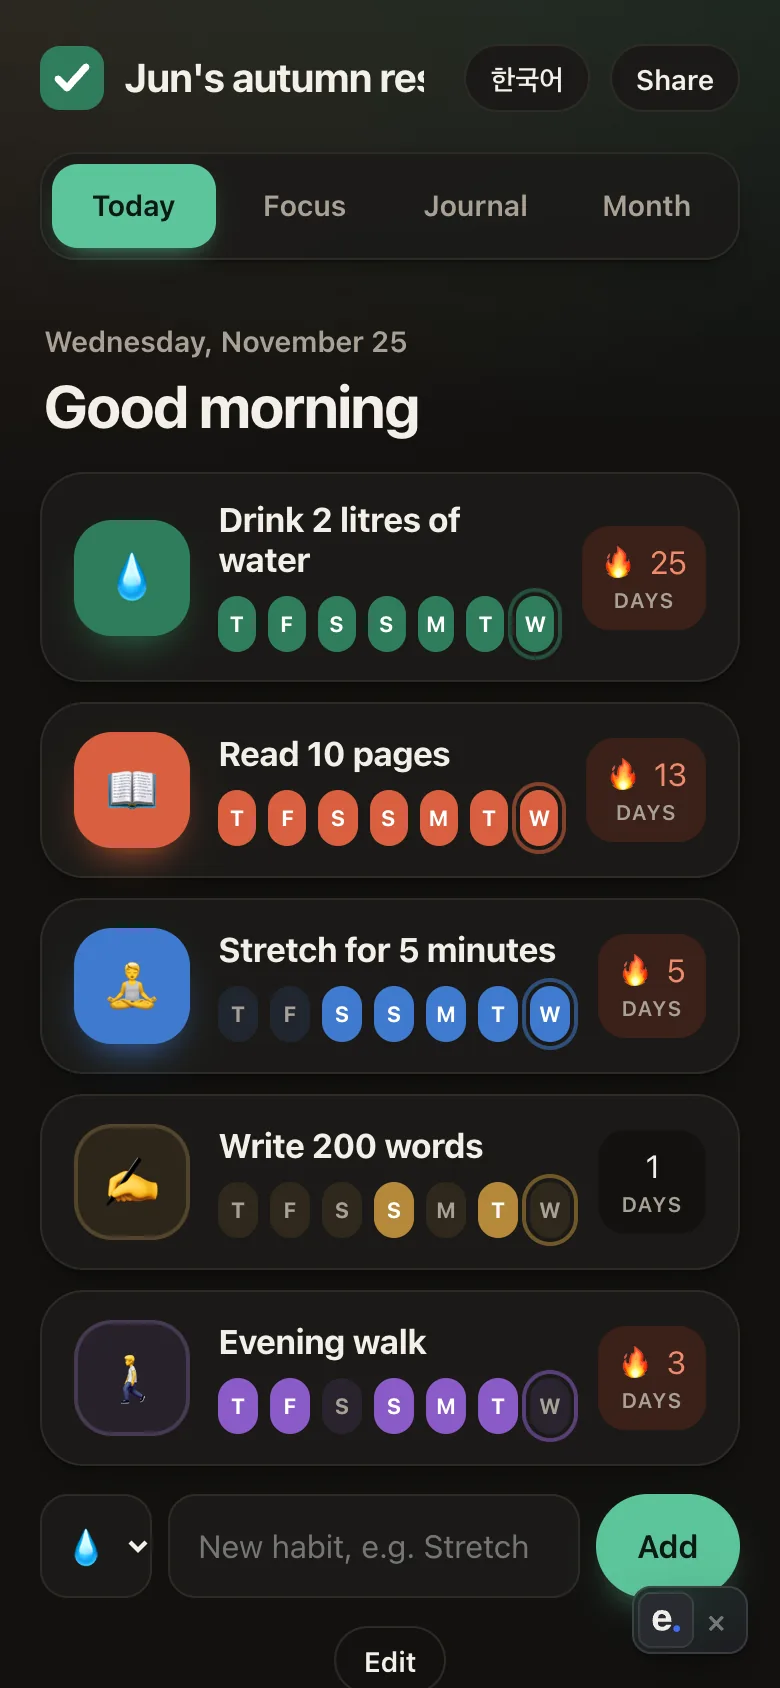 Jun's autumn res
한국어
Share
Today
Focus
Journal
Month
Wednesday, November 25
Good morning
Drink 2 litres of
water
T F S S M T W
25
DAYS
Read 10 pages
T F S S M T W
13
DAYS
Stretch for 5 minutes
T F S S M T W
5
DAYS
Write 200 words
T F S S M T W
1
DAYS
Evening walk
T F S S M T W
3
DAYS
New habit, e.g. Stretch
Add
e.
×
Edit